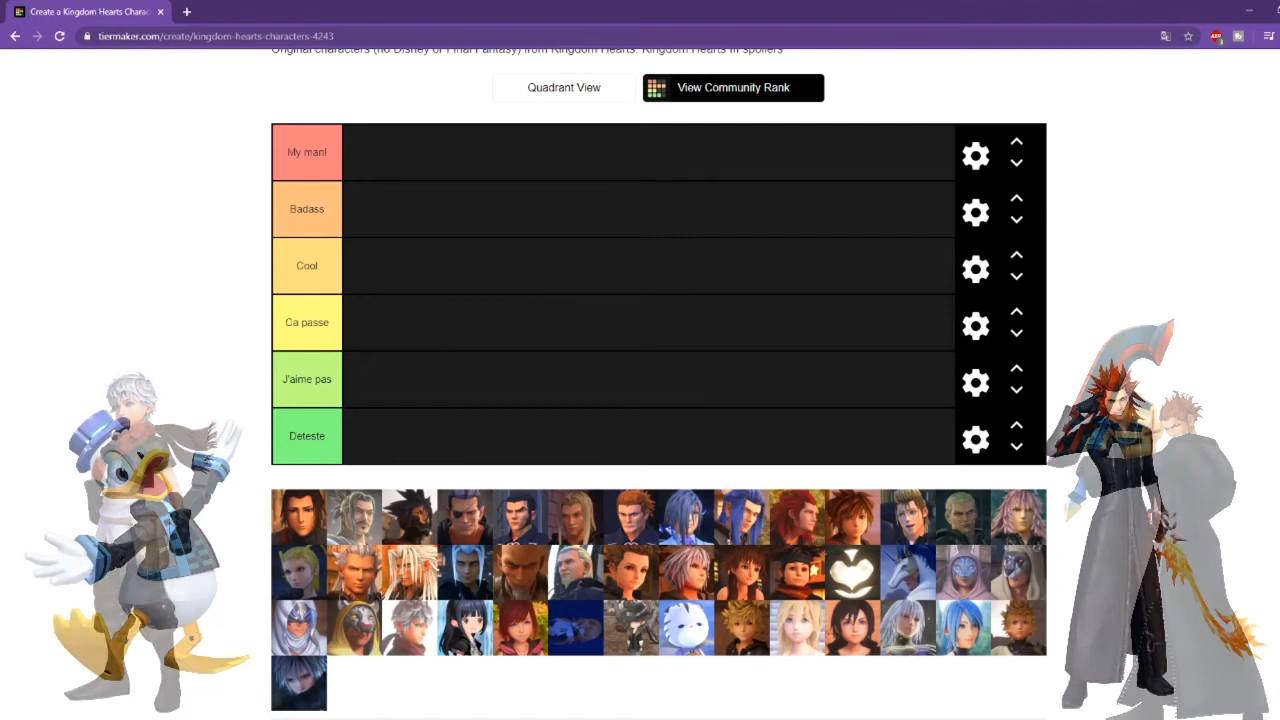 Create a Kingdom Hearts Charac
tiermaker.com/create/kingdom-hearts-characters-4243
Original characters (no Disney or Final Fantasy) from Kingdom Hearts. Kingdom Hearts III spoilers
Quadrant View
View Community Rank
My man!
Badass
Cool
Ca passe
J'aime pas
Deteste